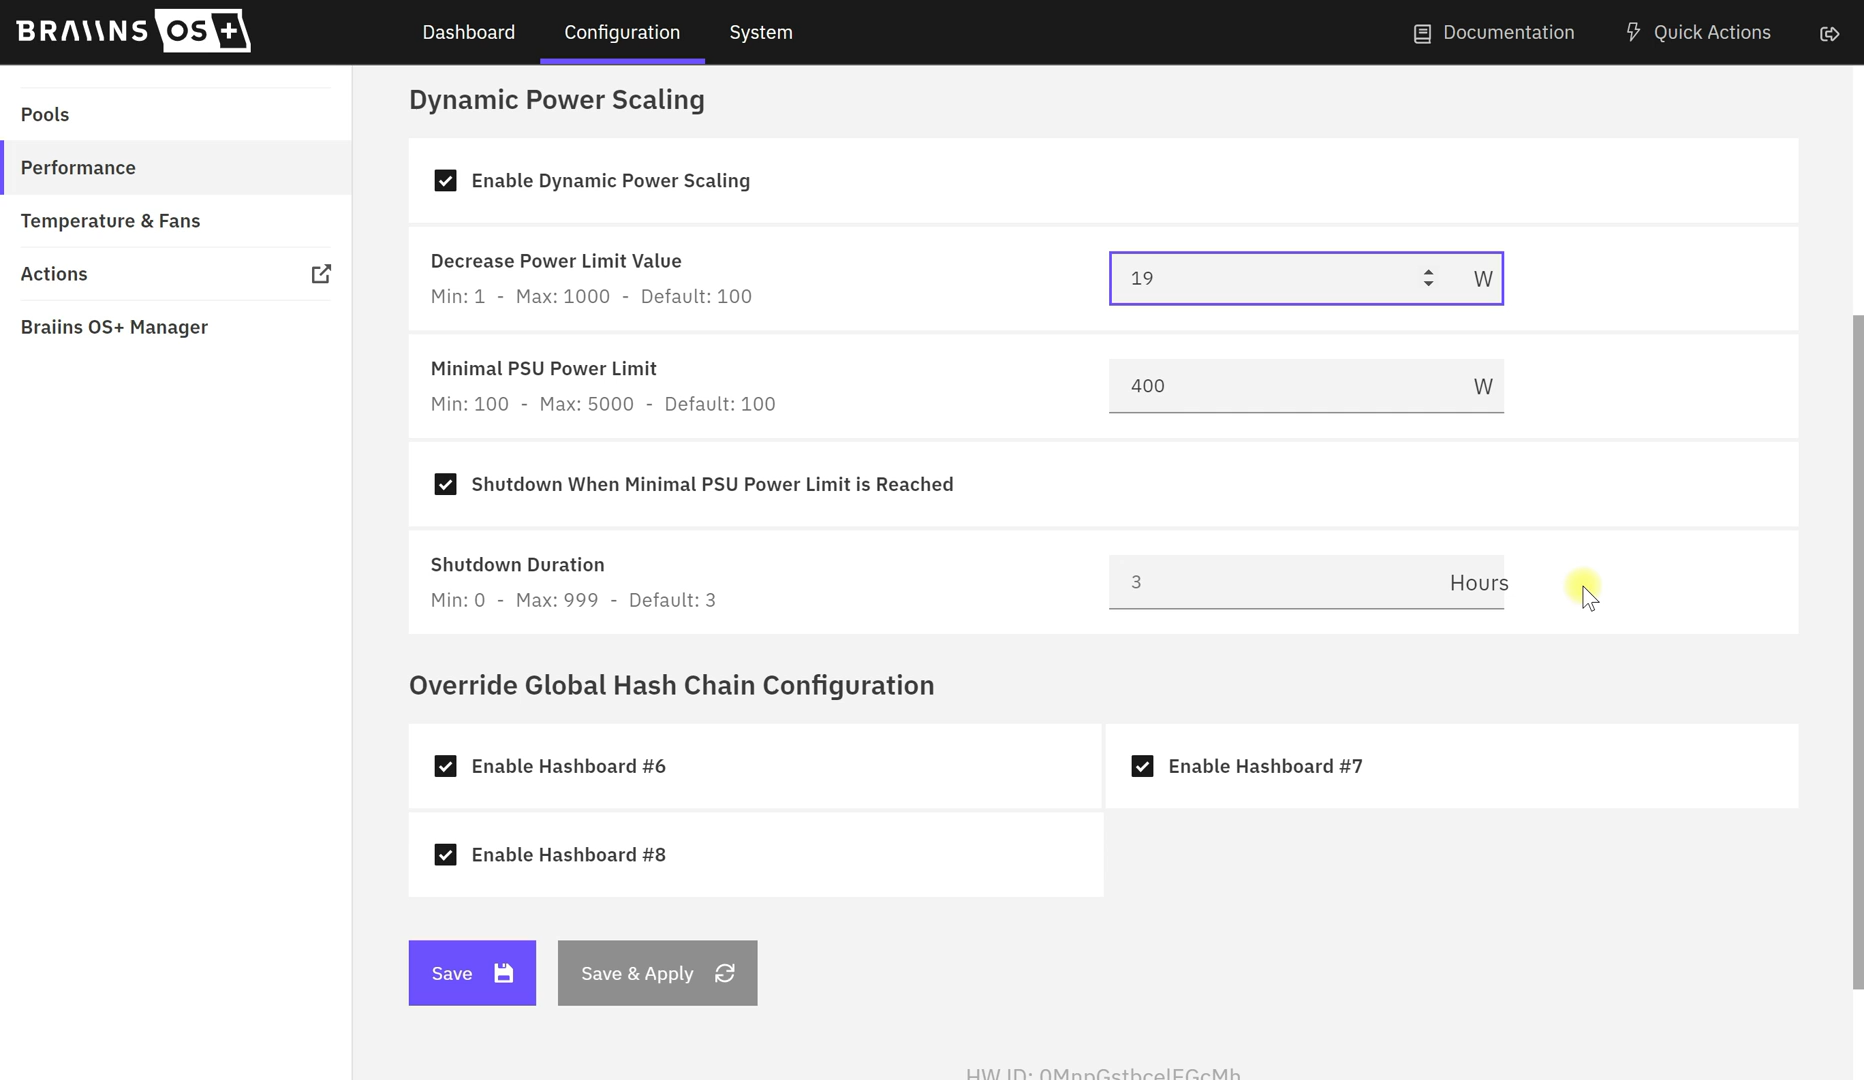 BRAIINS OS+
Dashboard
Configuration
System
Documentation
Quick Actions
Pools
Performance
Temperature & Fans
Actions
Braiins OS+ Manager
Dynamic Power Scaling
Enable Dynamic Power Scaling
Decrease Power Limit Value
Min: 1 - Max: 1000 - Default: 100
19 W
Minimal PSU Power Limit
Min: 100 - Max: 5000 - Default: 100
400 W
Shutdown When Minimal PSU Power Limit is Reached
Shutdown Duration
Min: 0 - Max: 999 - Default: 3
3 Hours
Override Global Hash Chain Configuration
Enable Hashboard #6
Enable Hashboard #7
Enable Hashboard #8
Save
Save & Apply
HW ID: